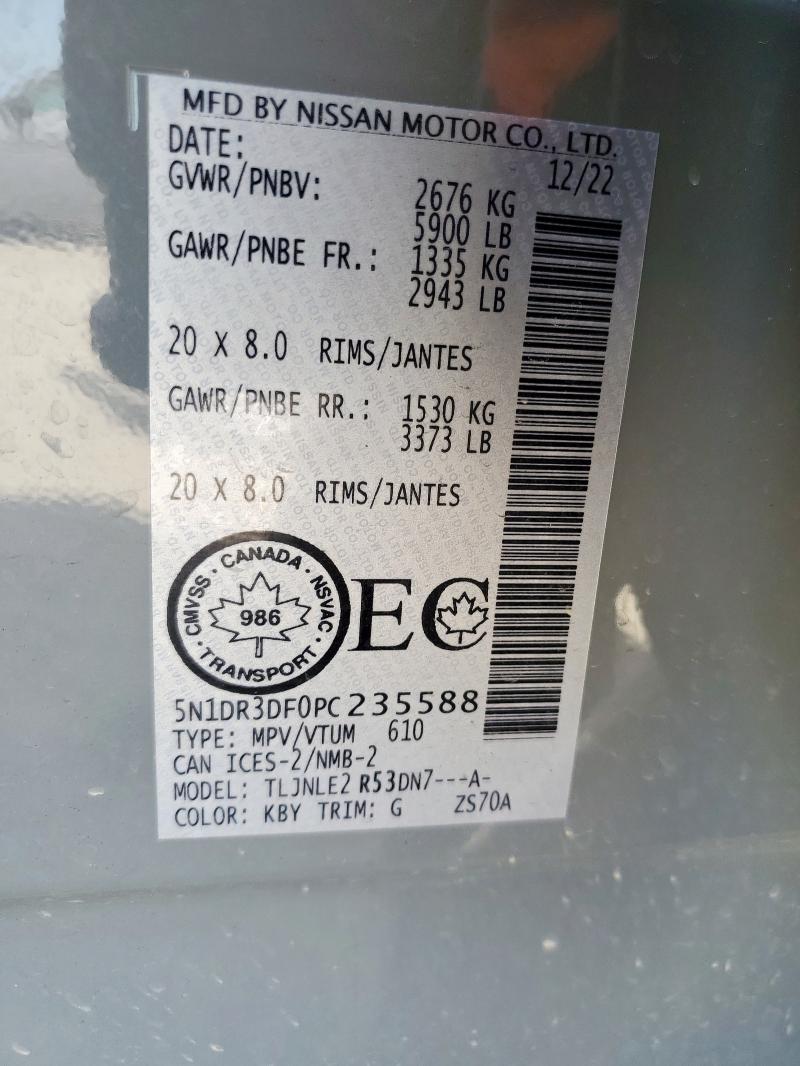 MFD BY NISSAN MOTOR CO., LTD.
DATE: 12/22
GVWR/PNBV: 2676 KG
5900 LB
GAWR/PNBE FR.: 1335 KG
2943 LB
20 X 8.0 RIMS/JANTES
GAWR/PNBE RR.: 1530 KG
3373 LB
20 X 8.0 RIMS/JANTES
CMVSS · CANADA · NSVAC · TRANSPORT ·
986
EC
5N1DR3DF0PC235588
TYPE: MPV/VTUM 610
CAN ICES-2/NMB-2
MODEL: TLJNLE2 R53DN7---A-
COLOR: KBY TRIM: G ZS70A